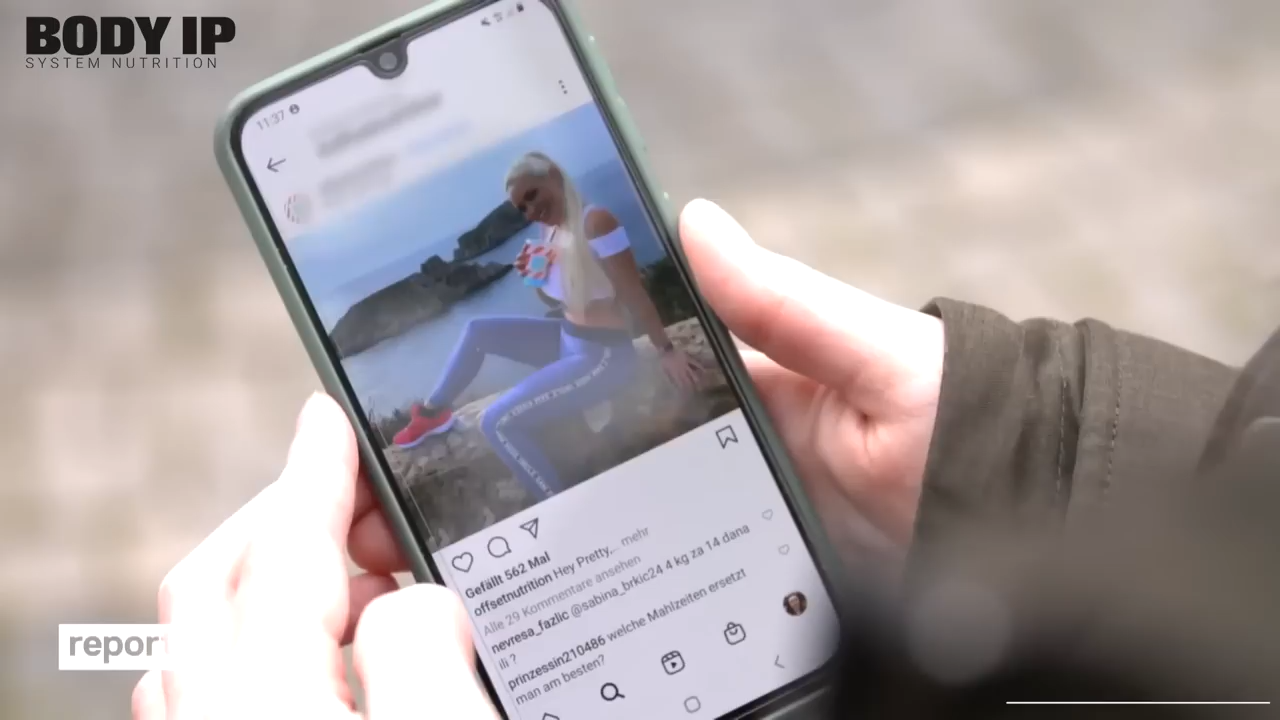 BODY IP
SYSTEM NUTRITION
11:37
Gefällt 562 Mal
offsetnutrition Hey Pretty,... mehr
Alle 29 Kommentare ansehen
nevresa_fazlic @sabina_brkic24 4 kg za 14 dana
ili ?
prinzessin210486 welche Mahlzeiten ersetzt
man am besten?
report